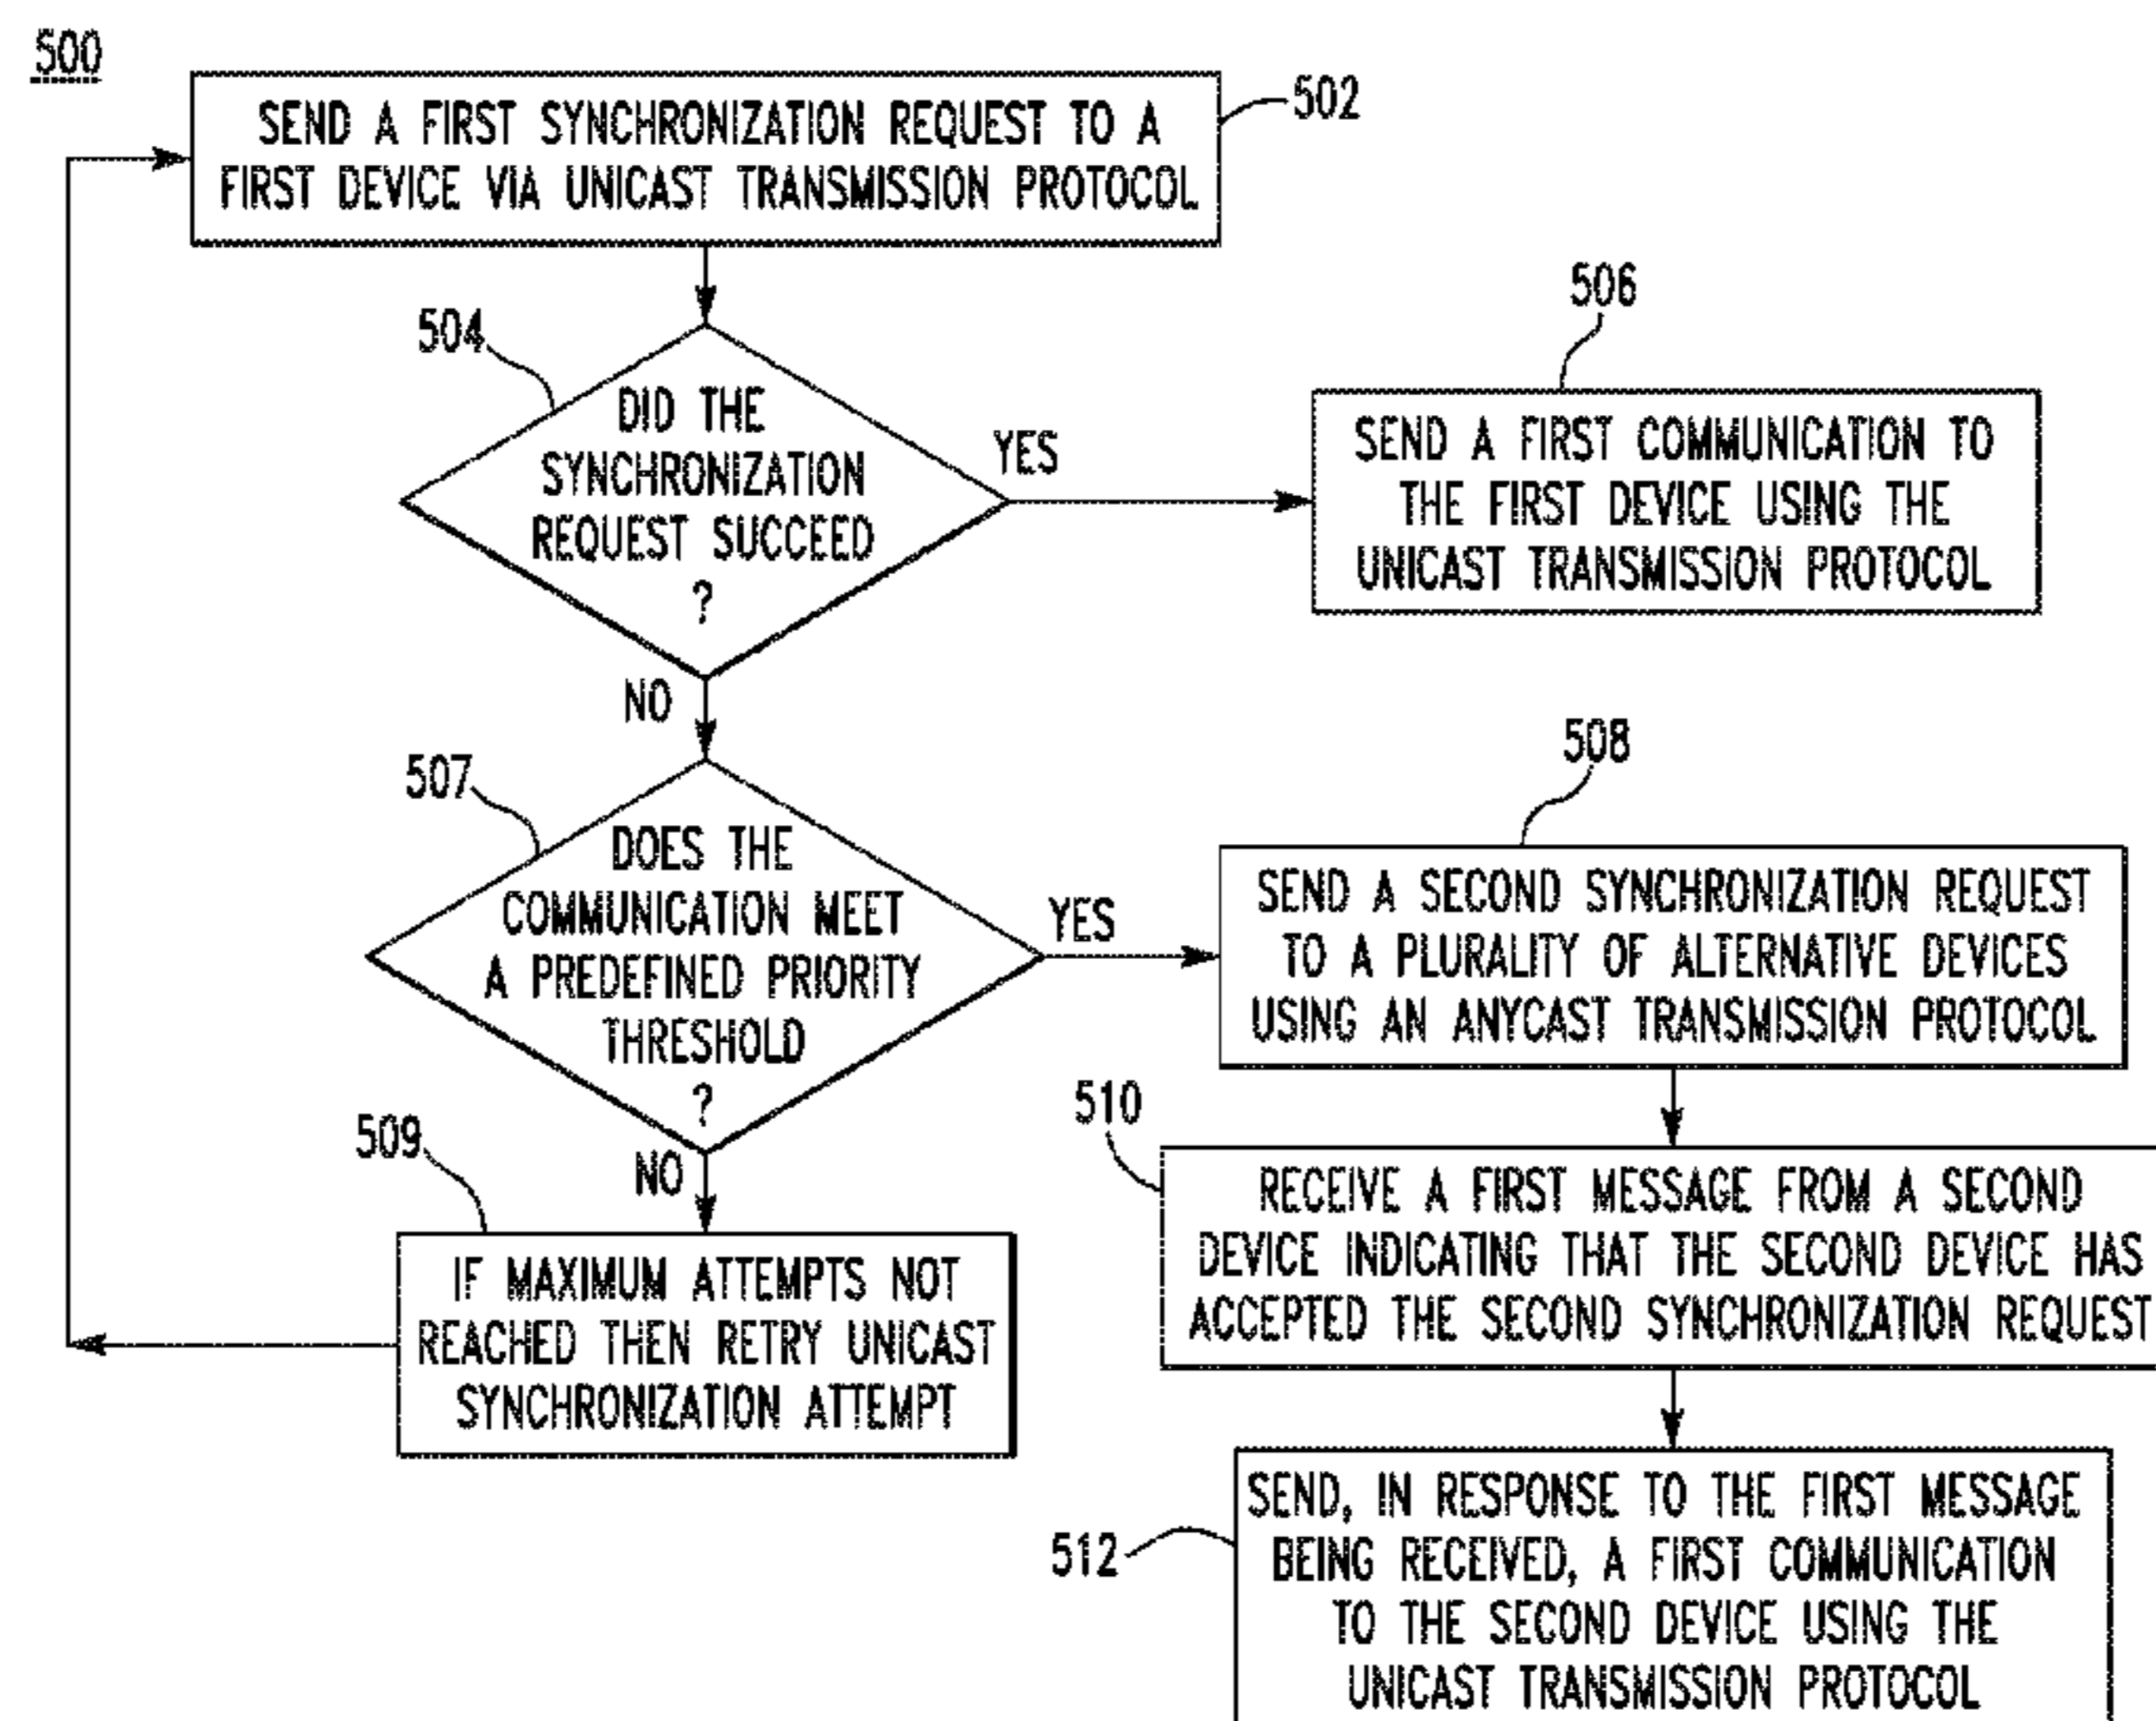 500
SEND A FIRST SYNCHRONIZATION REQUEST TO A
FIRST DEVICE VIA UNICAST TRANSMISSION PROTOCOL
502
504
DID THE
SYNCHRONIZATION
REQUEST SUCCEED
?
YES
NO
506
SEND A FIRST COMMUNICATION TO
THE FIRST DEVICE USING THE
UNICAST TRANSMISSION PROTOCOL
507
DOES THE
COMMUNICATION MEET
A PREDEFINED PRIORITY
THRESHOLD
?
YES
NO
508
SEND A SECOND SYNCHRONIZATION REQUEST
TO A PLURALITY OF ALTERNATIVE DEVICES
USING AN ANYCAST TRANSMISSION PROTOCOL
509
IF MAXIMUM ATTEMPTS NOT
REACHED THEN RETRY UNICAST
SYNCHRONIZATION ATTEMPT
510
RECEIVE A FIRST MESSAGE FROM A SECOND
DEVICE INDICATING THAT THE SECOND DEVICE HAS
ACCEPTED THE SECOND SYNCHRONIZATION REQUEST
512
SEND, IN RESPONSE TO THE FIRST MESSAGE
BEING RECEIVED, A FIRST COMMUNICATION
TO THE SECOND DEVICE USING THE
UNICAST TRANSMISSION PROTOCOL